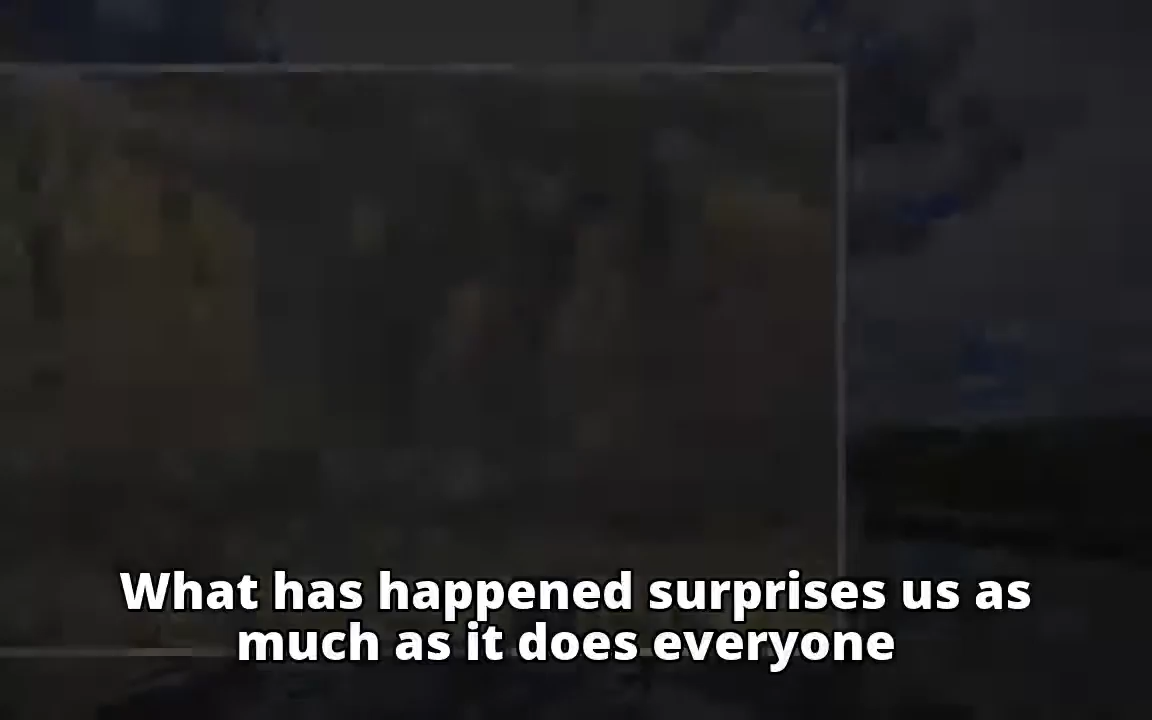 What has happened surprises us as
much as it does everyone